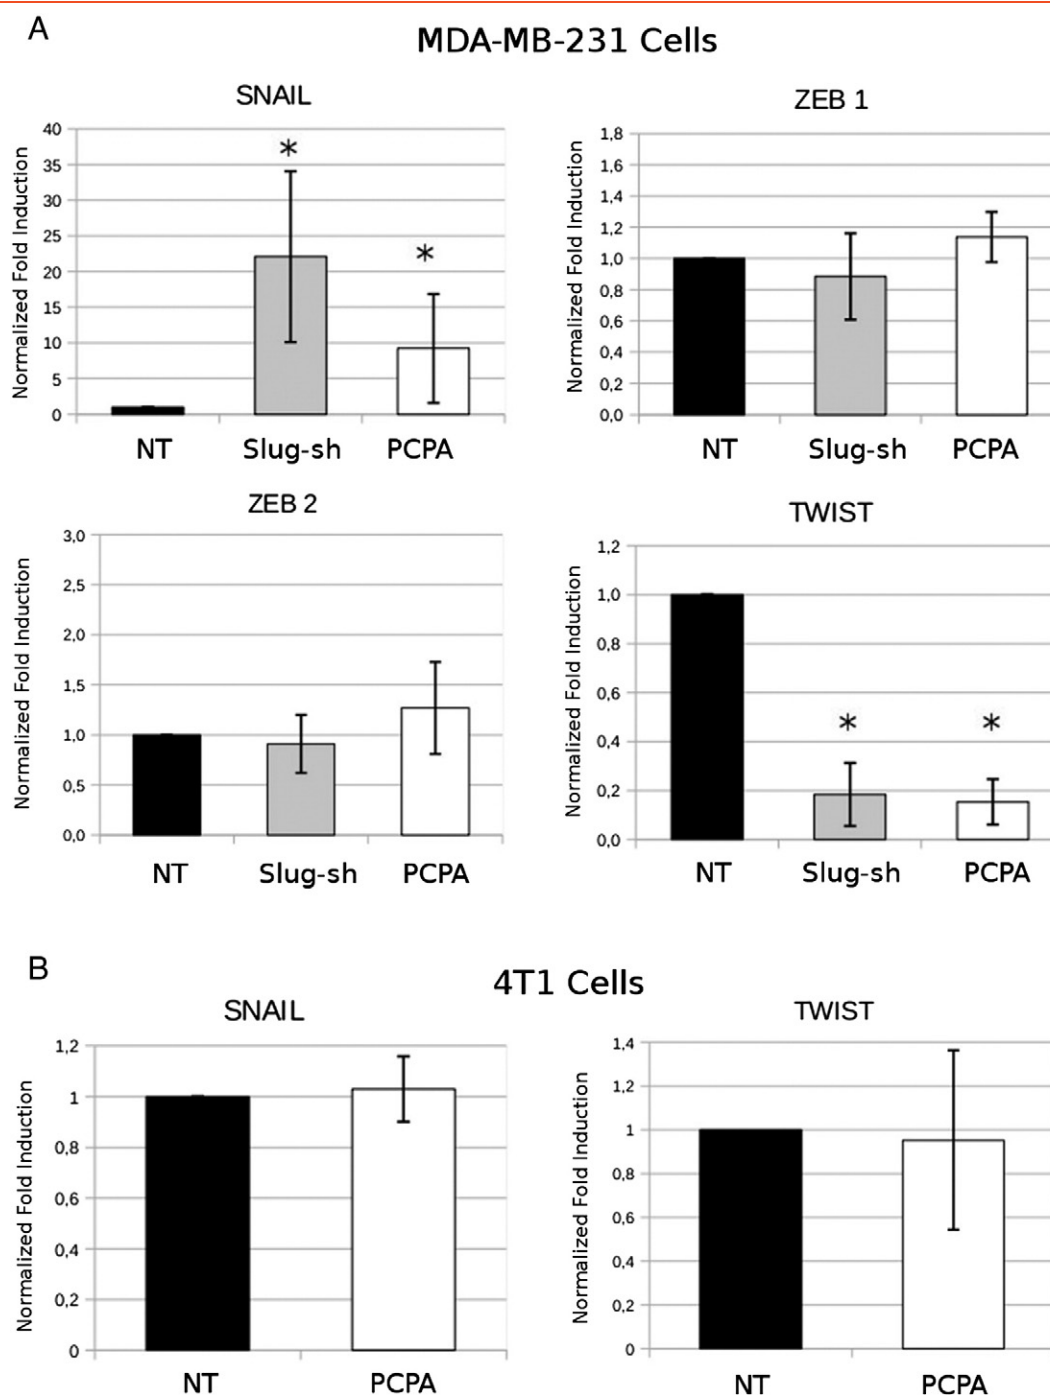 A
MDA-MB-231 Cells
SNAIL
Normalized Fold Induction
40
35
30
25
20
15
10
5
0
*
*
NT Slug-sh PCPA
ZEB 1
Normalized Fold Induction
1,8
1,6
1,4
1,2
1,0
0,8
0,6
0,4
0,2
0,0
NT Slug-sh PCPA
ZEB 2
Normalized Fold Induction
3,0
2,5
2,0
1,5
1,0
0,5
0,0
NT Slug-sh PCPA
TWIST
Normalized Fold Induction
1,2
1,0
0,8
0,6
0,4
0,2
0,0
* *
NT Slug-sh PCPA
B
4T1 Cells
SNAIL
Normalized Fold Induction
1,2
1
0,8
0,6
0,4
0,2
0
NT PCPA
TWIST
Normalized Fold Induction
1,4
1,2
1
0,8
0,6
0,4
0,2
0
NT PCPA